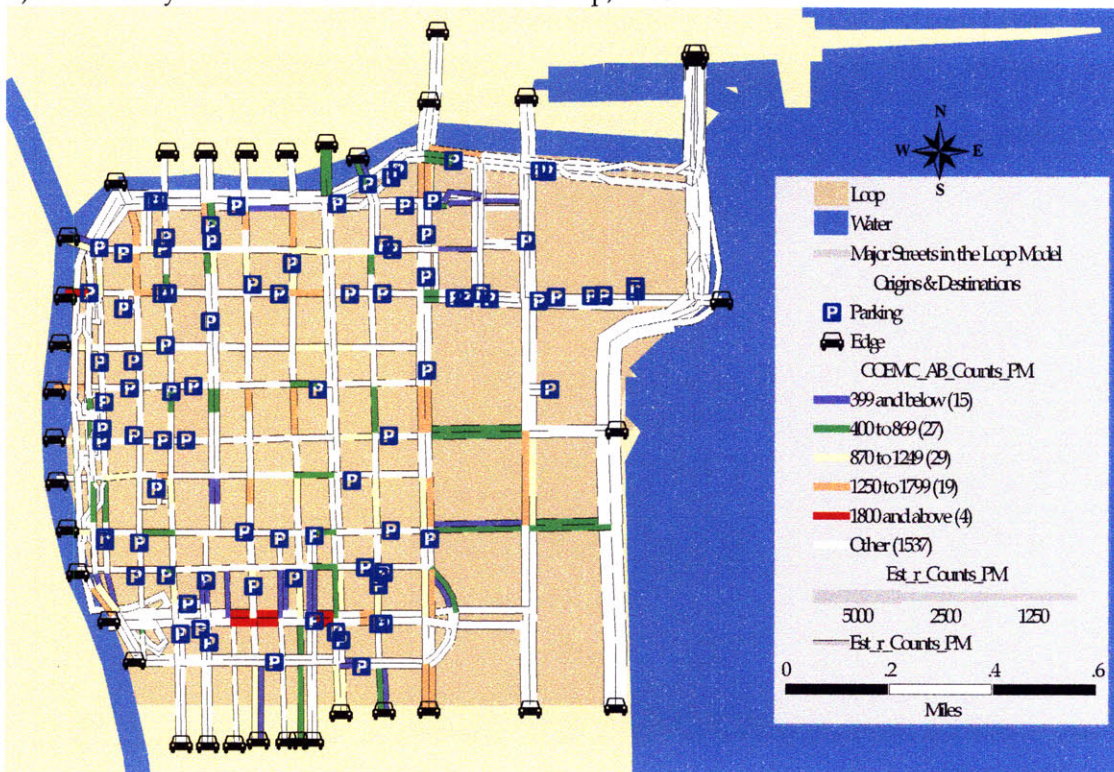 N
W E
S
Loop
Water
Major Streets in the Loop Model
Origins & Destinations
P Parking
Edge
COEMC_AB_Counts_PM
399 and below (15)
400 to 869 (27)
870 to 1249 (29)
1250 to 1799 (19)
1800 and above (4)
Other (1537)
Est_r_Counts_PM
5000 2500 1250
Est_r_Counts_PM
0 .2 .4 .6
Miles